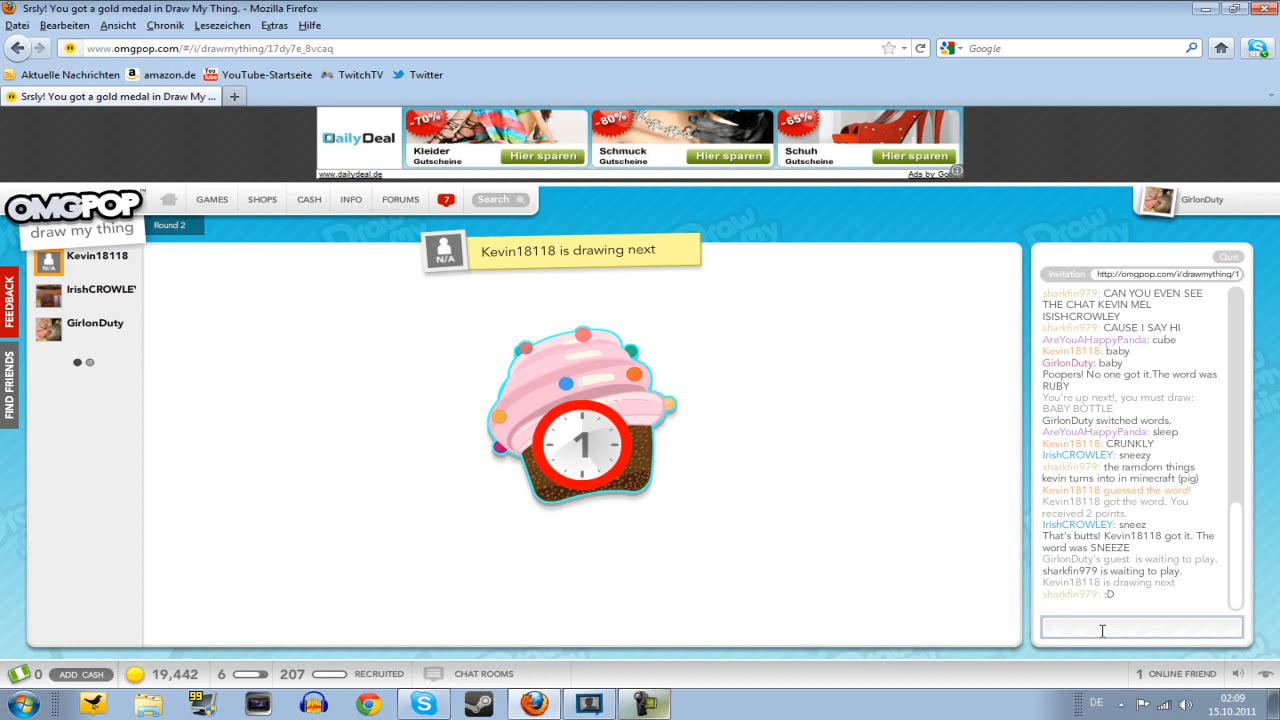 Srsly! You got a gold medal in Draw My Thing. - Mozilla Firefox
Datei Bearbeiten Ansicht Chronik Lesezeichen Extras Hilfe
www.omgpop.com/#/i/drawmything/17dy7e_8vcaq
Google
Aktuelle Nachrichten amazon.de YouTube-Startseite TwitchTV Twitter
Srsly! You got a gold medal in Draw My ...
DailyDeal
-70%
Kleider
Gutscheine
Hier sparen
-80%
Schmuck
Gutscheine
Hier sparen
-65%
Schuh
Gutscheine
Hier sparen
www.dailydeal.de
Ads by Go
OMGPOP
draw my thing
GAMES SHOPS CASH INFO FORUMS 7 Search
GirlonDuty
Round 2
FEEDBACK
FIND FRIENDS
N/A
Kevin18118
IrishCROWLEY
GirlonDuty
N/A
Kevin18118 is drawing next
1
Quit
Invitation http://omgpop.com/i/drawmything/1
sharkfin979: CAN YOU EVEN SEE
THE CHAT KEVIN MEL
ISISHCROWLEY
sharkfin979: CAUSE I SAY HI
AreYouAHappyPanda: cube
Kevin18118: baby
GirlonDuty: baby
Poopers! No one got it.The word was
RUBY
You're up next!, you must draw:
BABY BOTTLE
GirlonDuty switched words.
AreYouAHappyPanda: sleep
Kevin18118: CRUNKLY
IrishCROWLEY: sneezy
sharkfin979: the ramdom things
kevin turns into in minecraft (pig)
Kevin18118 guessed the word!
Kevin18118 got the word. You
received 2 points.
IrishCROWLEY: sneez
That's butts! Kevin18118 got it. The
word was SNEEZE
GirlonDuty's guest is waiting to play.
sharkfin979 is waiting to play.
Kevin18118 is drawing next
sharkfin979: :D
0 ADD CASH 19,442 6 207 RECRUITED CHAT ROOMS 1 ONLINE FRIEND
99
DE
02:09
15.10.2011